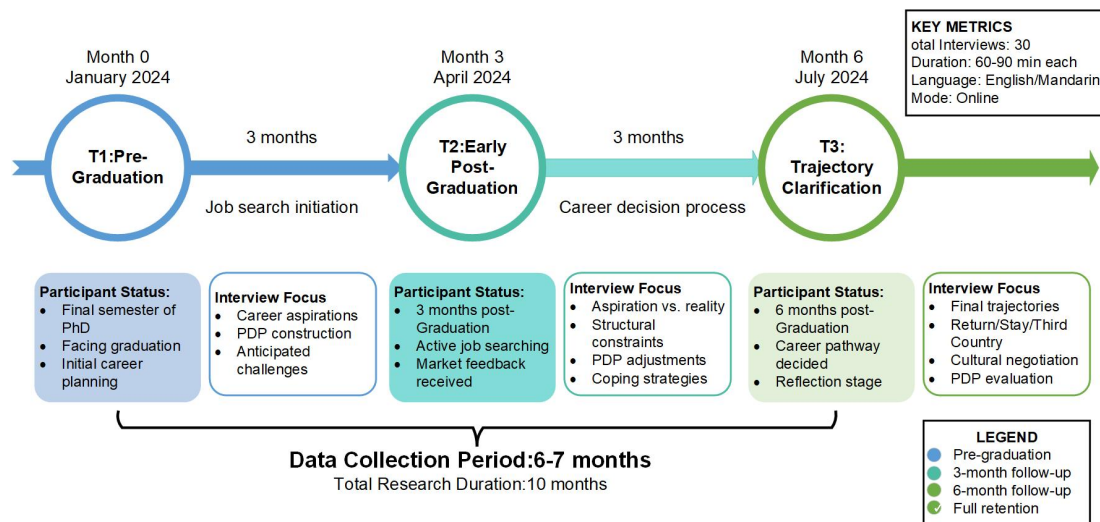 KEY METRICS
otal Interviews: 30
Duration: 60-90 min each
Language: English/Mandarin
Mode: Online
Month 0
January 2024
Month 3
April 2024
Month 6
July 2024
T1:Pre-
Graduation
3 months
Job search initiation
T2:Early
Post-
Graduation
3 months
Career decision process
T3:
Trajectory
Clarification
Participant Status:
• Final semester of
PhD
• Facing graduation
• Initial career
planning
Interview Focus
• Career aspirations
• PDP construction
• Anticipated
challenges
Participant Status:
• 3 months post-
Graduation
• Active job searching
• Market feedback
received
Interview Focus
• Aspiration vs. reality
• Structural
constraints
• PDP adjustments
• Coping strategies
Participant Status:
• 6 months post-
Graduation
• Career pathway
decided
• Reflection stage
Interview Focus
• Final trajectories
• Return/Stay/Third
Country
• Cultural negotiation
• PDP evaluation
Data Collection Period:6-7 months
Total Research Duration:10 months
LEGEND
Pre-graduation
3-month follow-up
6-month follow-up
Full retention